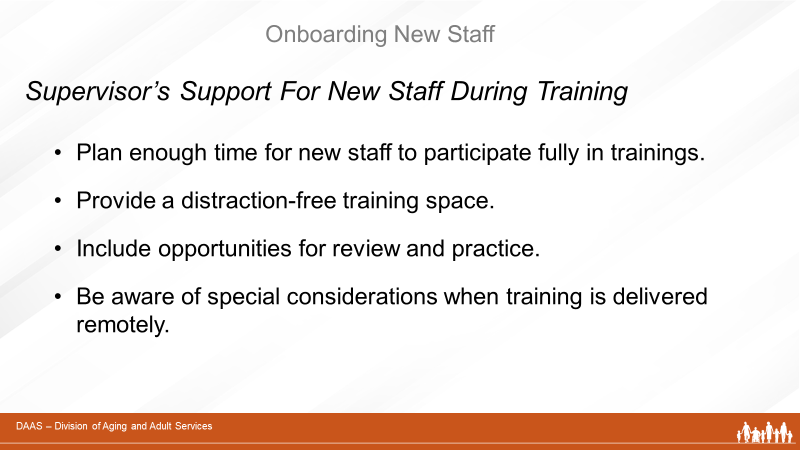 Onboarding New Staff
Supervisor’s Support For New Staff During Training
• Plan enough time for new staff to participate fully in trainings.
• Provide a distraction-free training space.
• Include opportunities for review and practice.
• Be aware of special considerations when training is delivered
remotely.
DAAS – Division of Aging and Adult Services